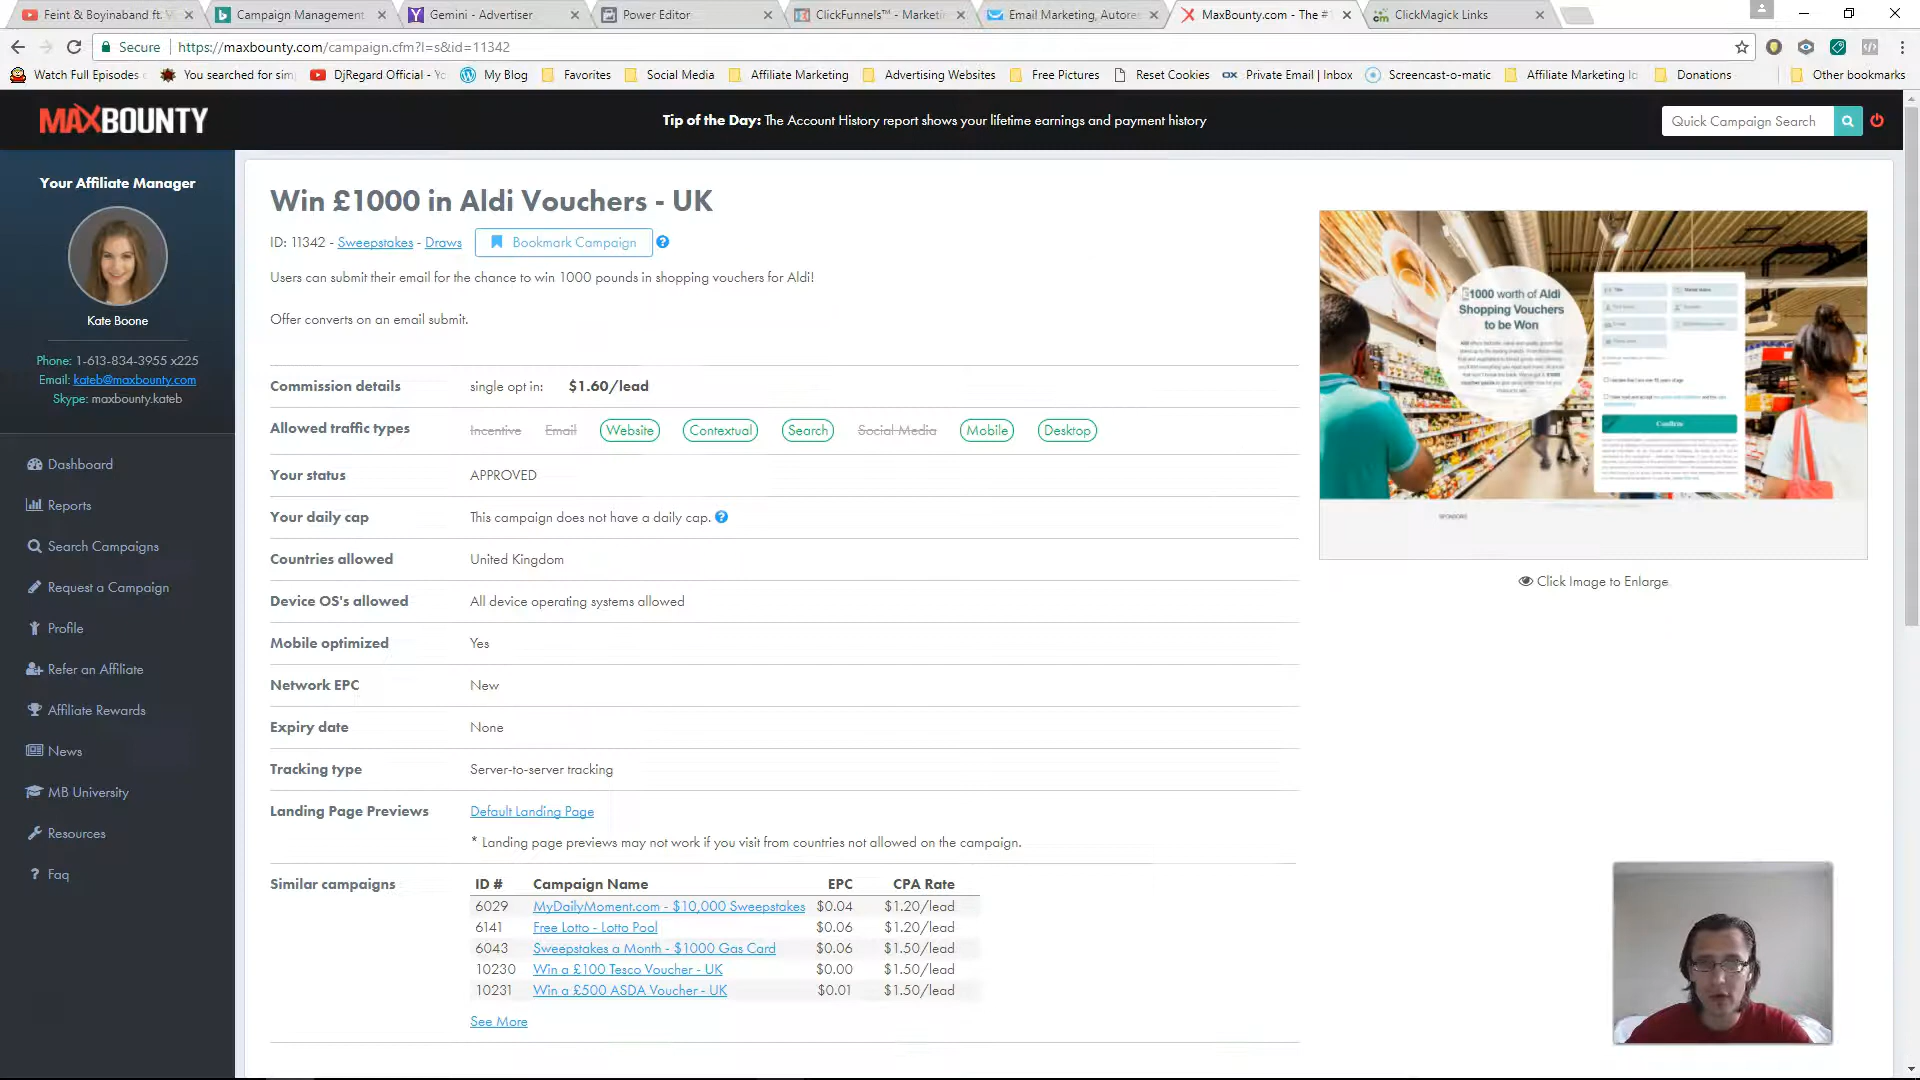 Feint & Boyinaband ft.
Campaign Management
Gemini - Advertiser
Power Editor
ClickFunnels™ - Marketi
Email Marketing, Autores
MaxBounty.com - The #
ClickMagick Links
Secure
https://maxbounty.com/campaign.cfm?l=s&id=11342
Watch Full Episodes
You searched for sim
DjRegard Official - Yo
My Blog
Favorites
Social Media
Affiliate Marketing
Advertising Websites
Free Pictures
Reset Cookies
Private Email | Inbox
Screencast-o-matic
Affiliate Marketing
Donations
Other bookmarks
MAXBOUNTY
Tip of the Day: The Account History report shows your lifetime earnings and payment history
Quick Campaign Search
Your Affiliate Manager
Kate Boone
Phone: 1-613-834-3955 x225
Email: kateb@maxbounty.com
Skype: maxbounty.kateb
Dashboard
Reports
Search Campaigns
Request a Campaign
Profile
Refer an Affiliate
Affiliate Rewards
News
MB University
Resources
? Faq
Win £1000 in Aldi Vouchers - UK
ID: 11342 - Sweepstakes - Draws
Bookmark Campaign
Users can submit their email for the chance to win 1000 pounds in shopping vouchers for Aldi!
Offer converts on an email submit.
Commission details single opt in: $1.60/lead
Allowed traffic types Incentive Email Website Contextual Search Social Media Mobile Desktop
Your status APPROVED
Your daily cap This campaign does not have a daily cap.
Countries allowed United Kingdom
Device OS's allowed All device operating systems allowed
Mobile optimized Yes
Network EPC New
Expiry date None
Tracking type Server-to-server tracking
Landing Page Previews Default Landing Page
* Landing page previews may not work if you visit from countries not allowed on the campaign.
Similar campaigns ID # Campaign Name EPC CPA Rate
6029 MyDailyMoment.com - $10,000 Sweepstakes $0.04 $1.20/lead
6141 Free Lotto - Lotto Pool $0.06 $1.20/lead
6043 Sweepstakes a Month - $1000 Gas Card $0.06 $1.50/lead
10230 Win a £100 Tesco Voucher - UK $0.00 $1.50/lead
10231 Win a £500 ASDA Voucher - UK $0.01 $1.50/lead
See More
£1000 worth of Aldi
Shopping Vouchers
to be Won
Confirm
SPONSORS
Click Image to Enlarge